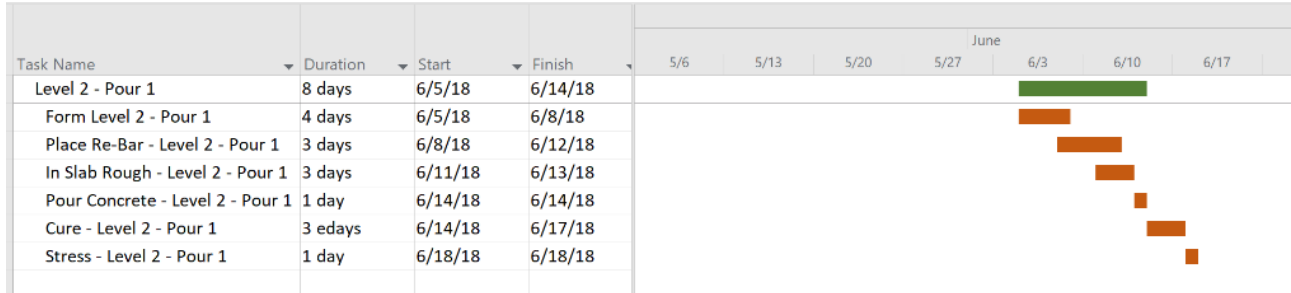 June
Task Name Duration Start Finish 5/6 5/13 5/20 5/27 6/3 6/10 6/17
Level 2 - Pour 1 8 days 6/5/18 6/14/18
Form Level 2 - Pour 1 4 days 6/5/18 6/8/18
Place Re-Bar - Level 2 - Pour 1 3 days 6/8/18 6/12/18
In Slab Rough - Level 2 - Pour 1 3 days 6/11/18 6/13/18
Pour Concrete - Level 2 - Pour 1 1 day 6/14/18 6/14/18
Cure - Level 2 - Pour 1 3 edays 6/14/18 6/17/18
Stress - Level 2 - Pour 1 1 day 6/18/18 6/18/18